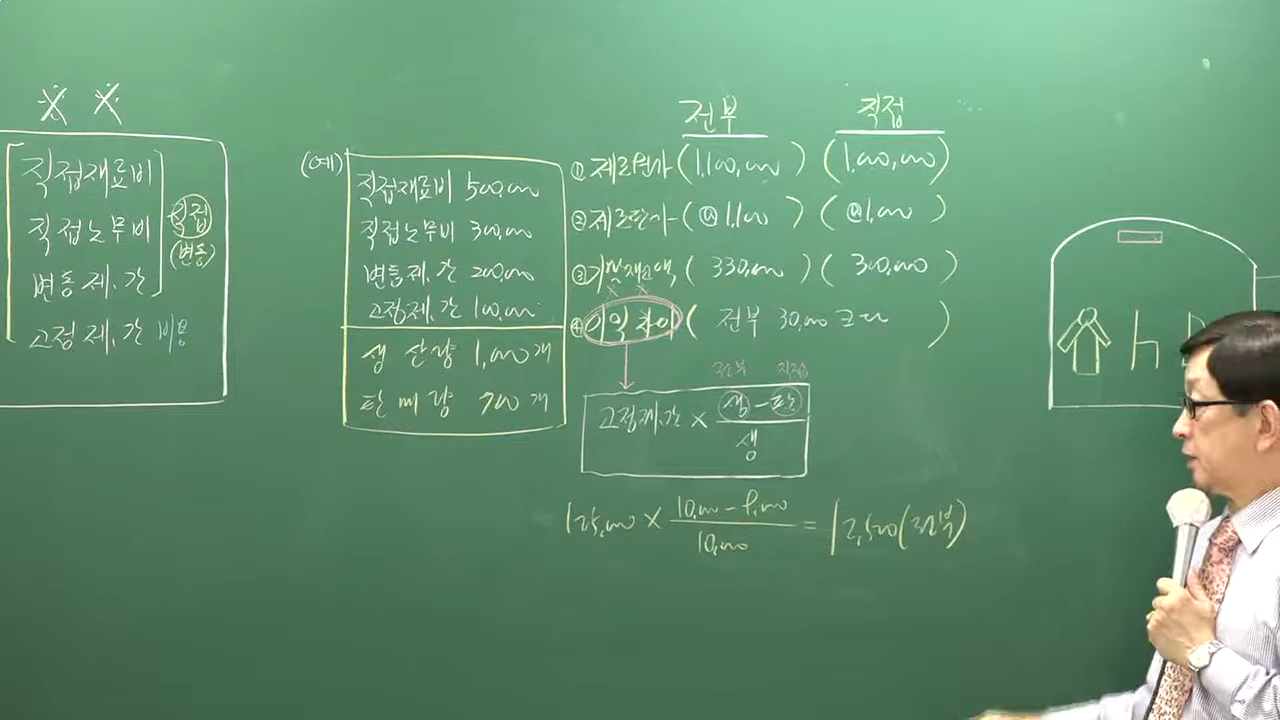 ※ ※
직접재료비
직접노무비
변동제.간
고정제.간 비용
직접
(변동)
(예)
직접재료비 500,000
직접노무비 300,000
변동제.간 200,000
고정제.간 100,000
생산량 1,000개
판매량 700개
전부 직접
① 제조원가 (1,100,000) (1,000,000)
② 제조단가 (@1,100) (@1,000)
③ 기말재고액 (330,000) (300,000)
④ 이익차이 (전부 30,000 크다)
전부 직접
고정제.간 × 생-판
생
125,000 × 10,000-9,000
10,000
= 12,500(전부)
h